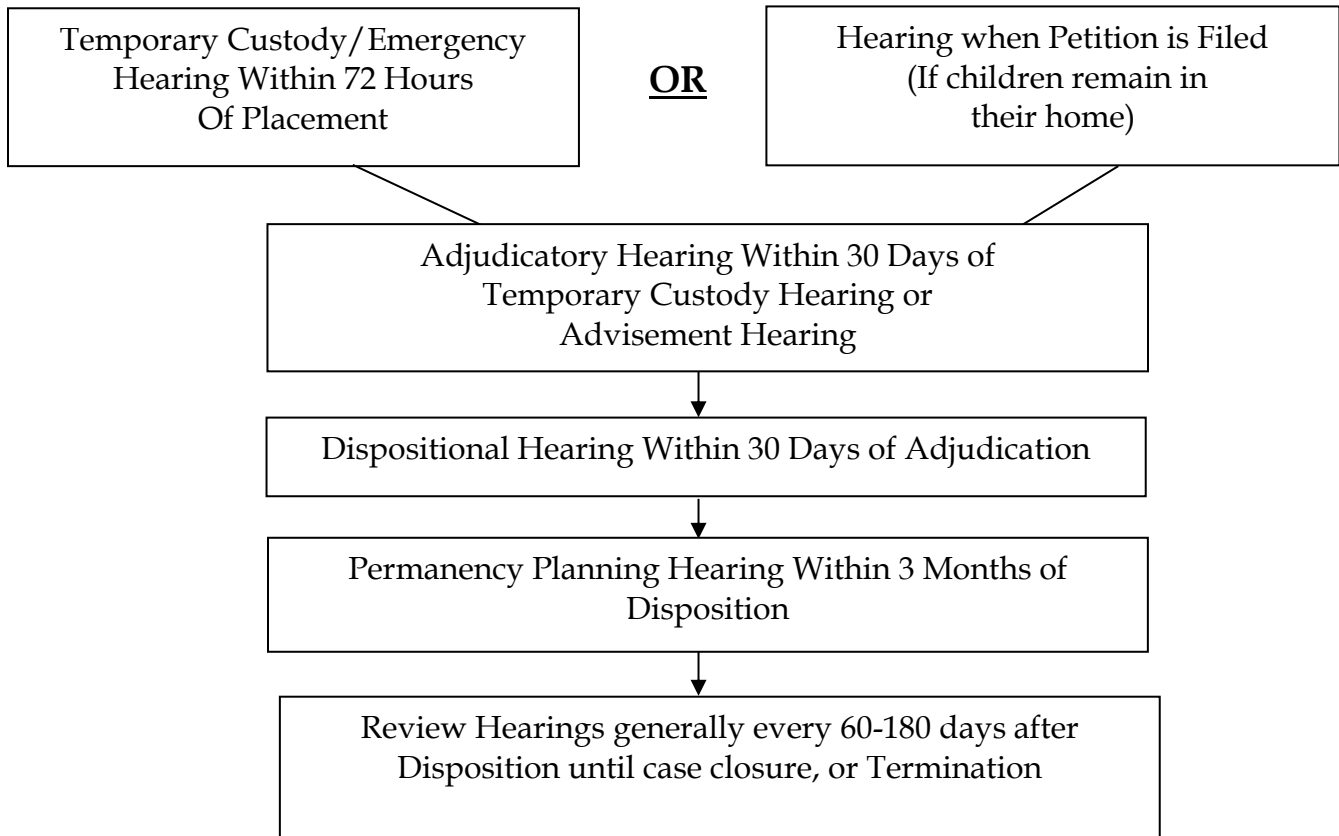 Temporary Custody/Emergency
Hearing Within 72 Hours
Of Placement
OR
Hearing when Petition is Filed
(If children remain in
their home)
Adjudicatory Hearing Within 30 Days of
Temporary Custody Hearing or
Advisement Hearing
Dispositional Hearing Within 30 Days of Adjudication
Permanency Planning Hearing Within 3 Months of
Disposition
Review Hearings generally every 60-180 days after
Disposition until case closure, or Termination